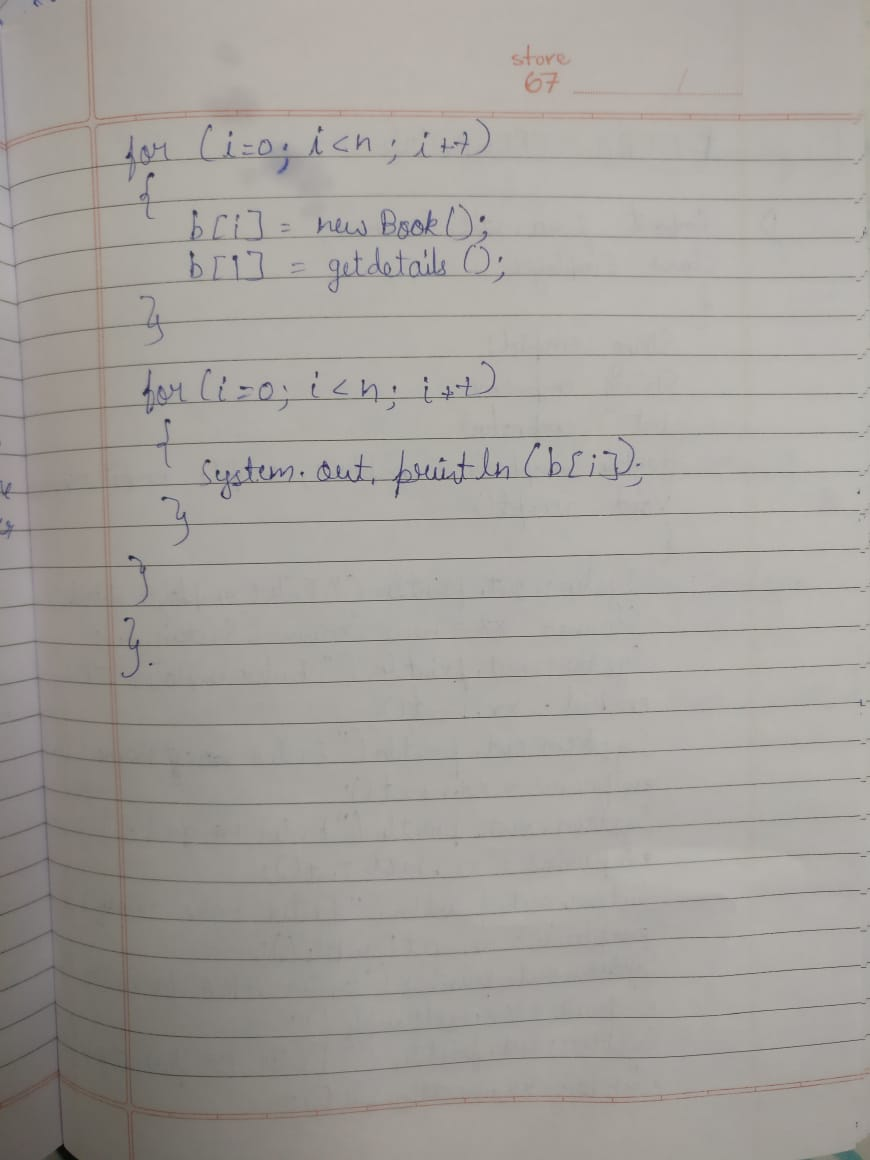 store
67
for (i=0; i<n; i++)
{
b[i] = new Book();
b[1] = getdetails ();
}
for (i=0; i<n; i++)
{
System.out.println (b[i]);
}
}
}.